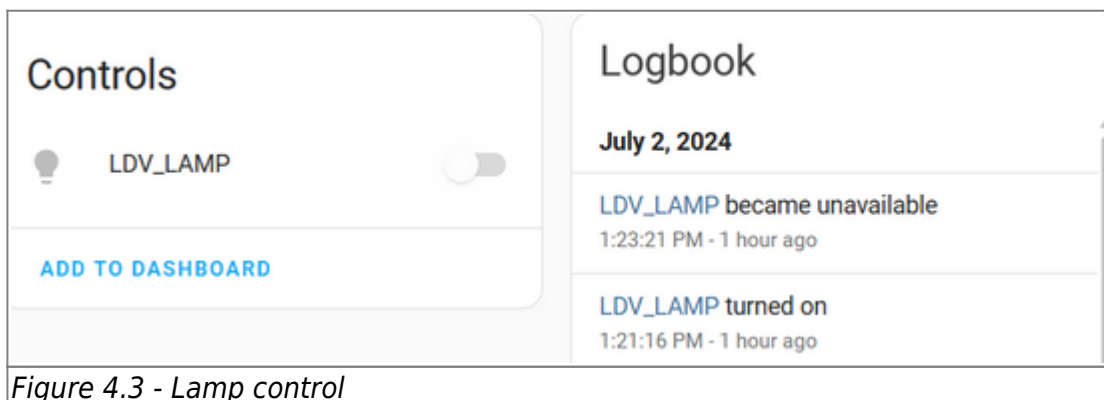 Controls
LDV_LAMP
ADD TO DASHBOARD
Logbook
July 2, 2024
LDV_LAMP became unavailable
1:23:21 PM - 1 hour ago
LDV_LAMP turned on
1:21:16 PM - 1 hour ago
Figure 4.3 - Lamp control